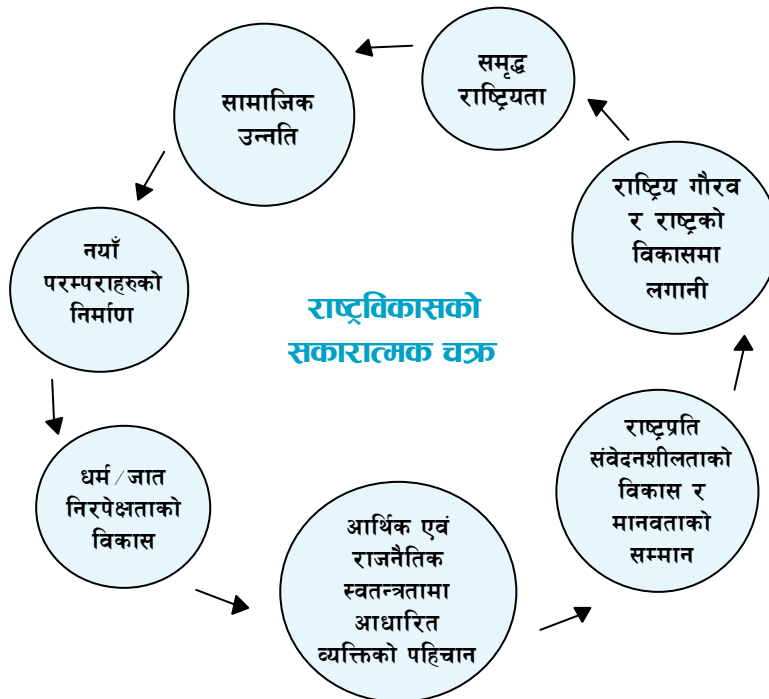 समृद्ध
राष्ट्रियता
सामाजिक
उन्नति
नयाँ
परम्पराहरुको
निर्माण
धर्म/जात
निरपेक्षताको
विकास
आर्थिक एवं
राजनैतिक
स्वतन्त्रतामा
आधारित
व्यक्तिको पहिचान
राष्ट्रप्रति
संवेदनशीलताको
विकास र
मानवताको
सम्मान
राष्ट्रिय गौरव
र राष्ट्रको
विकासमा
लगानी
राष्ट्रविकासको
सकारात्मक चक्र